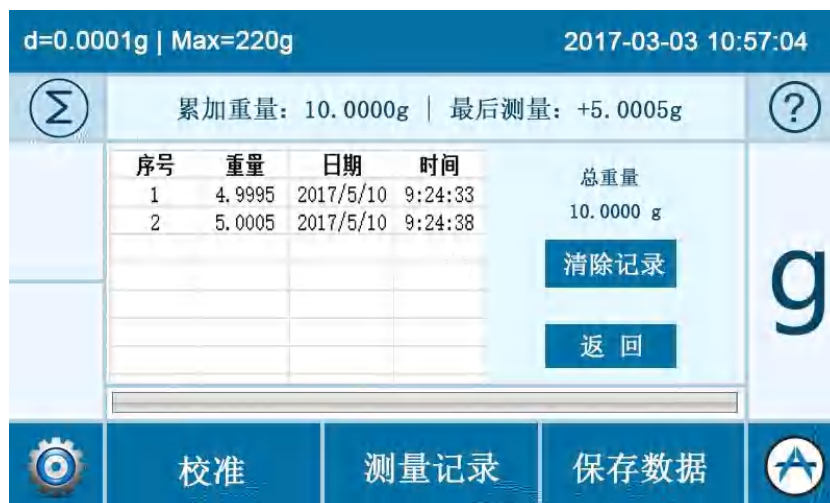 d=0.0001g | Max=220g 2017-03-03 10:57:04
Σ 累加重量：10.0000g | 最后测量：+5.0005g ?
序号 重量 日期 时间
1 4.9995 2017/5/10 9:24:33
2 5.0005 2017/5/10 9:24:38
总重量
10.0000 g
清除记录
g
返 回
校准 测量记录 保存数据